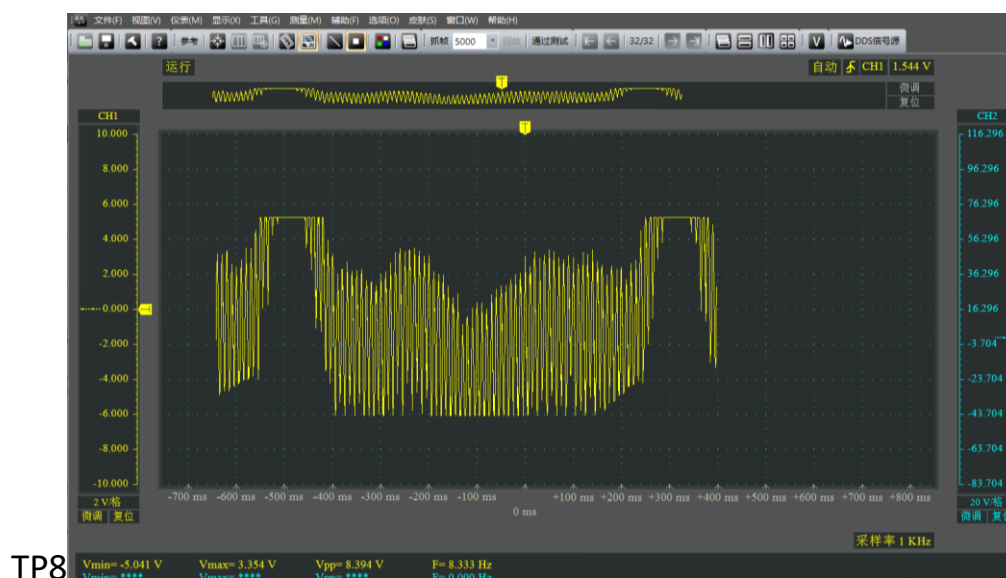 文件(F) 视图(V) 仪表(M) 显示(X) 工具(G) 测量(M) 辅助(F) 选项(O) 皮肤(S) 窗口(W) 帮助(H)
参考 抓帧 5000 通过测试 32/32 V DDS信号源
运行 自动 CH1 1.544 V
微调
复位
CH1 CH2
10.000 116.296
8.000 96.296
6.000 76.296
4.000 56.296
2.000 36.296
0.000 16.296
-2.000 -3.704
-4.000 -23.704
-6.000 -43.704
-8.000 -63.704
-10.000 -83.704
-700 ms -600 ms -500 ms -400 ms -300 ms -200 ms -100 ms +100 ms +200 ms +300 ms +400 ms +500 ms +600 ms +700 ms +800 ms
2 V/格 0 ms 20 V/格
微调 复位 微调
采样率 1 KHz
TP8 Vmin= -5.041 V Vmax= 3.354 V Vpp= 8.394 V F= 8.333 Hz